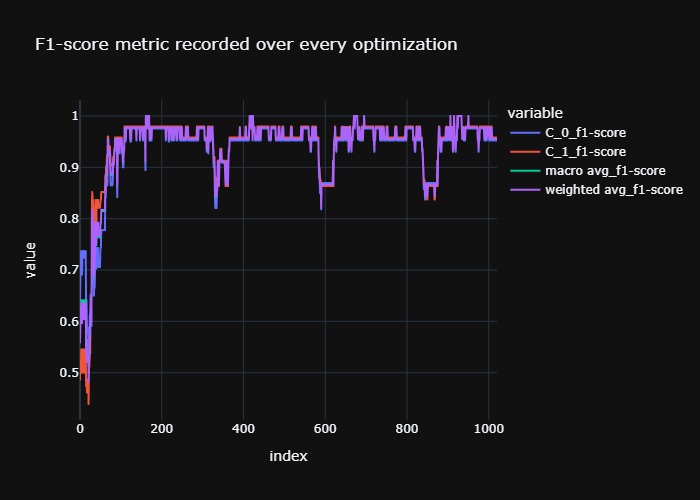 F1-score metric recorded over every optimization
variable
C_0_f1-score
C_1_f1-score
macro avg_f1-score
weighted avg_f1-score
value
1
0.9
0.8
0.7
0.6
0.5
0 200 400 600 800 1000
index